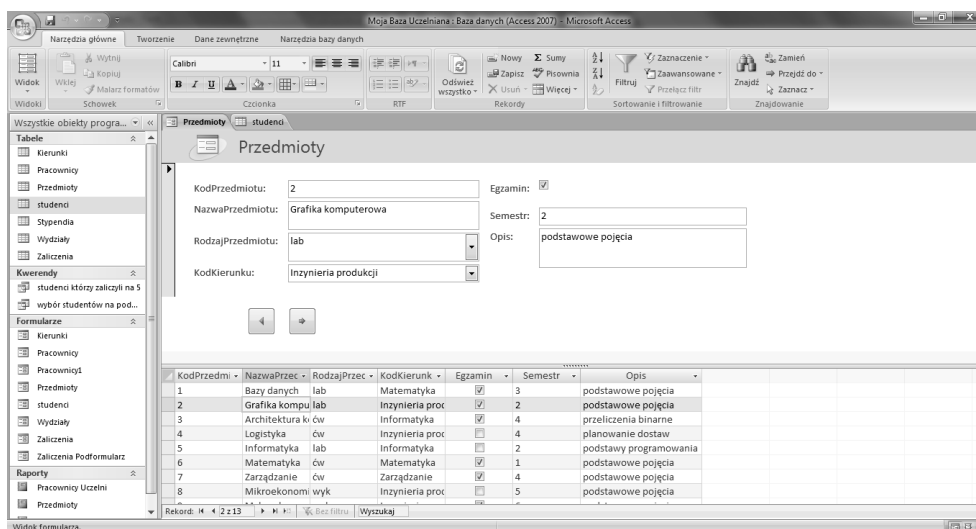 Moja Baza Uczelniana : Baza danych (Access 2007) - Microsoft Access
Narzędzia główne Tworzenie Dane zewnętrzne Narzędzia bazy danych
Widok
Widoki
Wklej
Wytnij
Kopiuj
Malarz formatów
Schowek
Calibri 11
B I U A
Czcionka
RTF
Odśwież wszystko
Nowy
Zapisz
Usuń
Σ Sumy
Pisownia
Więcej
Rekordy
Filtruj
Zaznaczenie
Zaawansowane
Przełącz filtr
Sortowanie i filtrowanie
Znajdź
Zamień
Przejdź do
Zaznacz
Znajdowanie
Wszystkie obiekty progra...
Tabele
Kierunki
Pracownicy
Przedmioty
studenci
Stypendia
Wydziały
Zaliczenia
Kwerendy
studenci którzy zaliczyli na 5
wybór studentów na pod...
Formularze
Kierunki
Pracownicy
Pracownicy1
Przedmioty
studenci
Wydziały
Zaliczenia
Zaliczenia Podformularz
Raporty
Pracownicy Uczelni
Przedmioty
Przedmioty studenci
Przedmioty
KodPrzedmiotu: 2
NazwaPrzedmiotu: Grafika komputerowa
RodzajPrzedmiotu: lab
KodKierunku: Inzynieria produkcji
Egzamin:
Semestr: 2
Opis: podstawowe pojęcia
KodPrzedmi NazwaPrzec RodzajPrzec KodKierunk Egzamin Semestr Opis
1 Bazy danych lab Matematyka 3 podstawowe pojęcia
2 Grafika kompu lab Inzynieria proc 2 podstawowe pojęcia
3 Architektura k ćw Informatyka 4 przeliczenia binarne
4 Logistyka ćw Inzynieria proc 4 planowanie dostaw
5 Informatyka lab Informatyka 2 podstawy programowania
6 Matematyka ćw Matematyka 1 podstawowe pojęcia
7 Zarządzanie ćw Zarządzanie 4 podstawowe pojęcia
8 Mikroekonomi wyk Inzynieria proc 5 podstawowe pojęcia
Rekord: 2 z 13 Bez filtru Wyszukaj
Widok formularza.